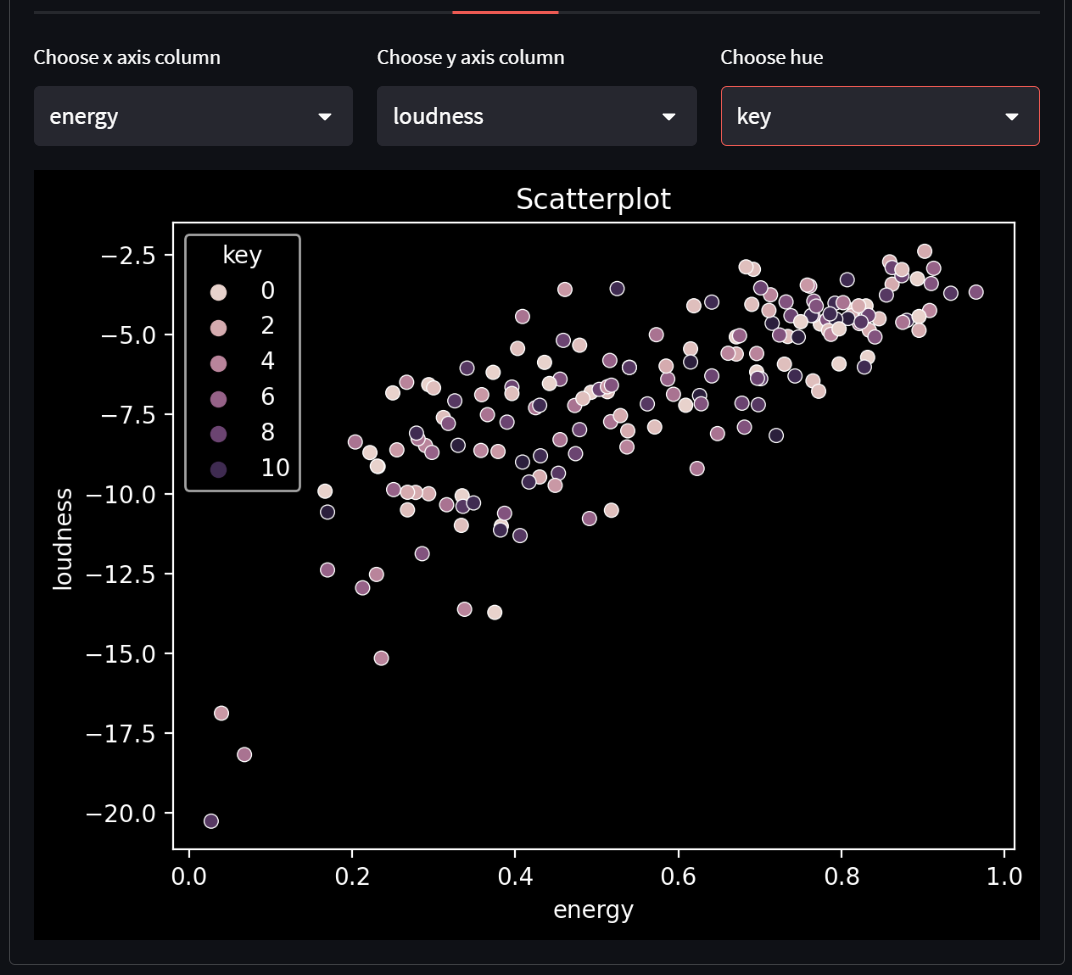 Choose x axis column Choose y axis column Choose hue
energy loudness key
Scatterplot
key
0
2
4
6
8
10
−2.5
−5.0
−7.5
−10.0
−12.5
−15.0
−17.5
−20.0
loudness
0.0 0.2 0.4 0.6 0.8 1.0
energy